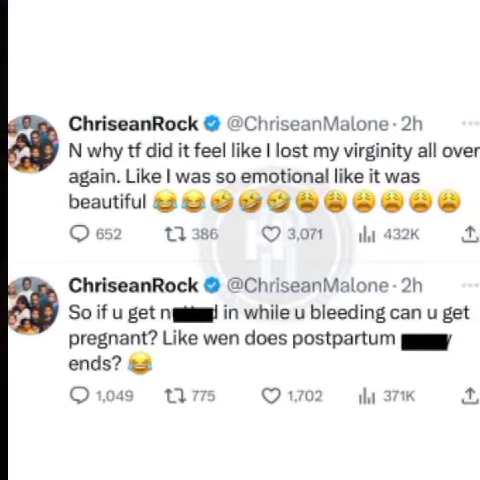 ChriseanRock @ChriseanMalone · 2h
N why tf did it feel like I lost my virginity all over
again. Like I was so emotional like it was
beautiful 😂😂🤣🤣🤣😩😩😩😩😩😩
652 386 3,071 432K
ChriseanRock @ChriseanMalone · 2h
So if u get n d in while u bleeding can u get
pregnant? Like wen does postpartum
ends? 😂
1,049 775 1,702 371K